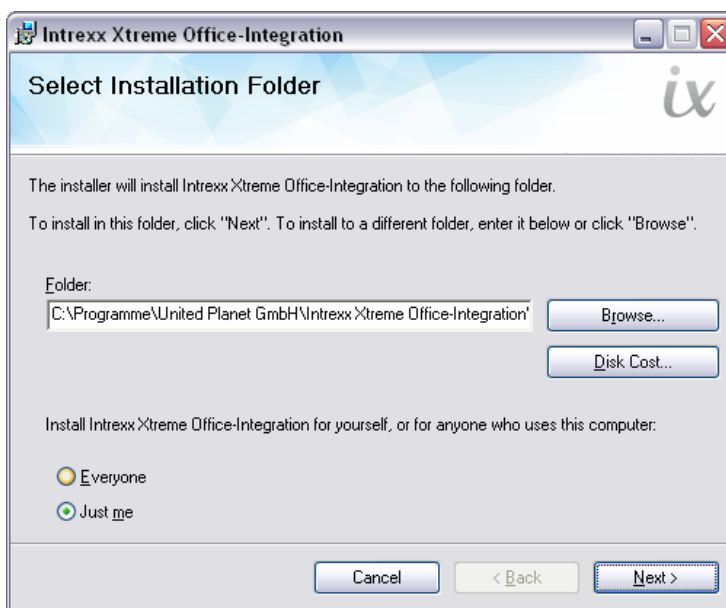 Intrexx Xtreme Office-Integration
Select Installation Folder
ix
The installer will install Intrexx Xtreme Office-Integration to the following folder.
To install in this folder, click "Next". To install to a different folder, enter it below or click "Browse".
Folder:
C:\Programme\United Planet GmbH\Intrexx Xtreme Office-Integration\
Browse...
Disk Cost...
Install Intrexx Xtreme Office-Integration for yourself, or for anyone who uses this computer:
Everyone
Just me
Cancel
< Back
Next >